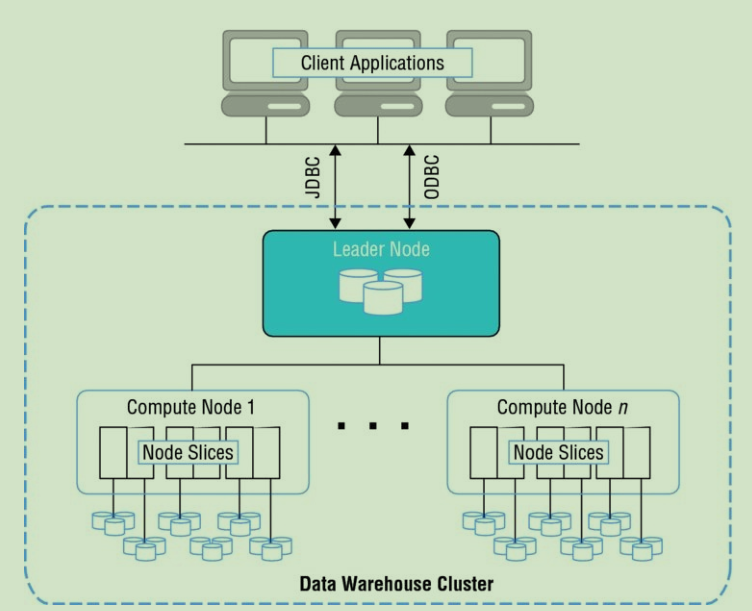 Client Applications
JDBC
ODBC
Leader Node
Compute Node 1
Node Slices
. . .
Compute Node n
Node Slices
Data Warehouse Cluster